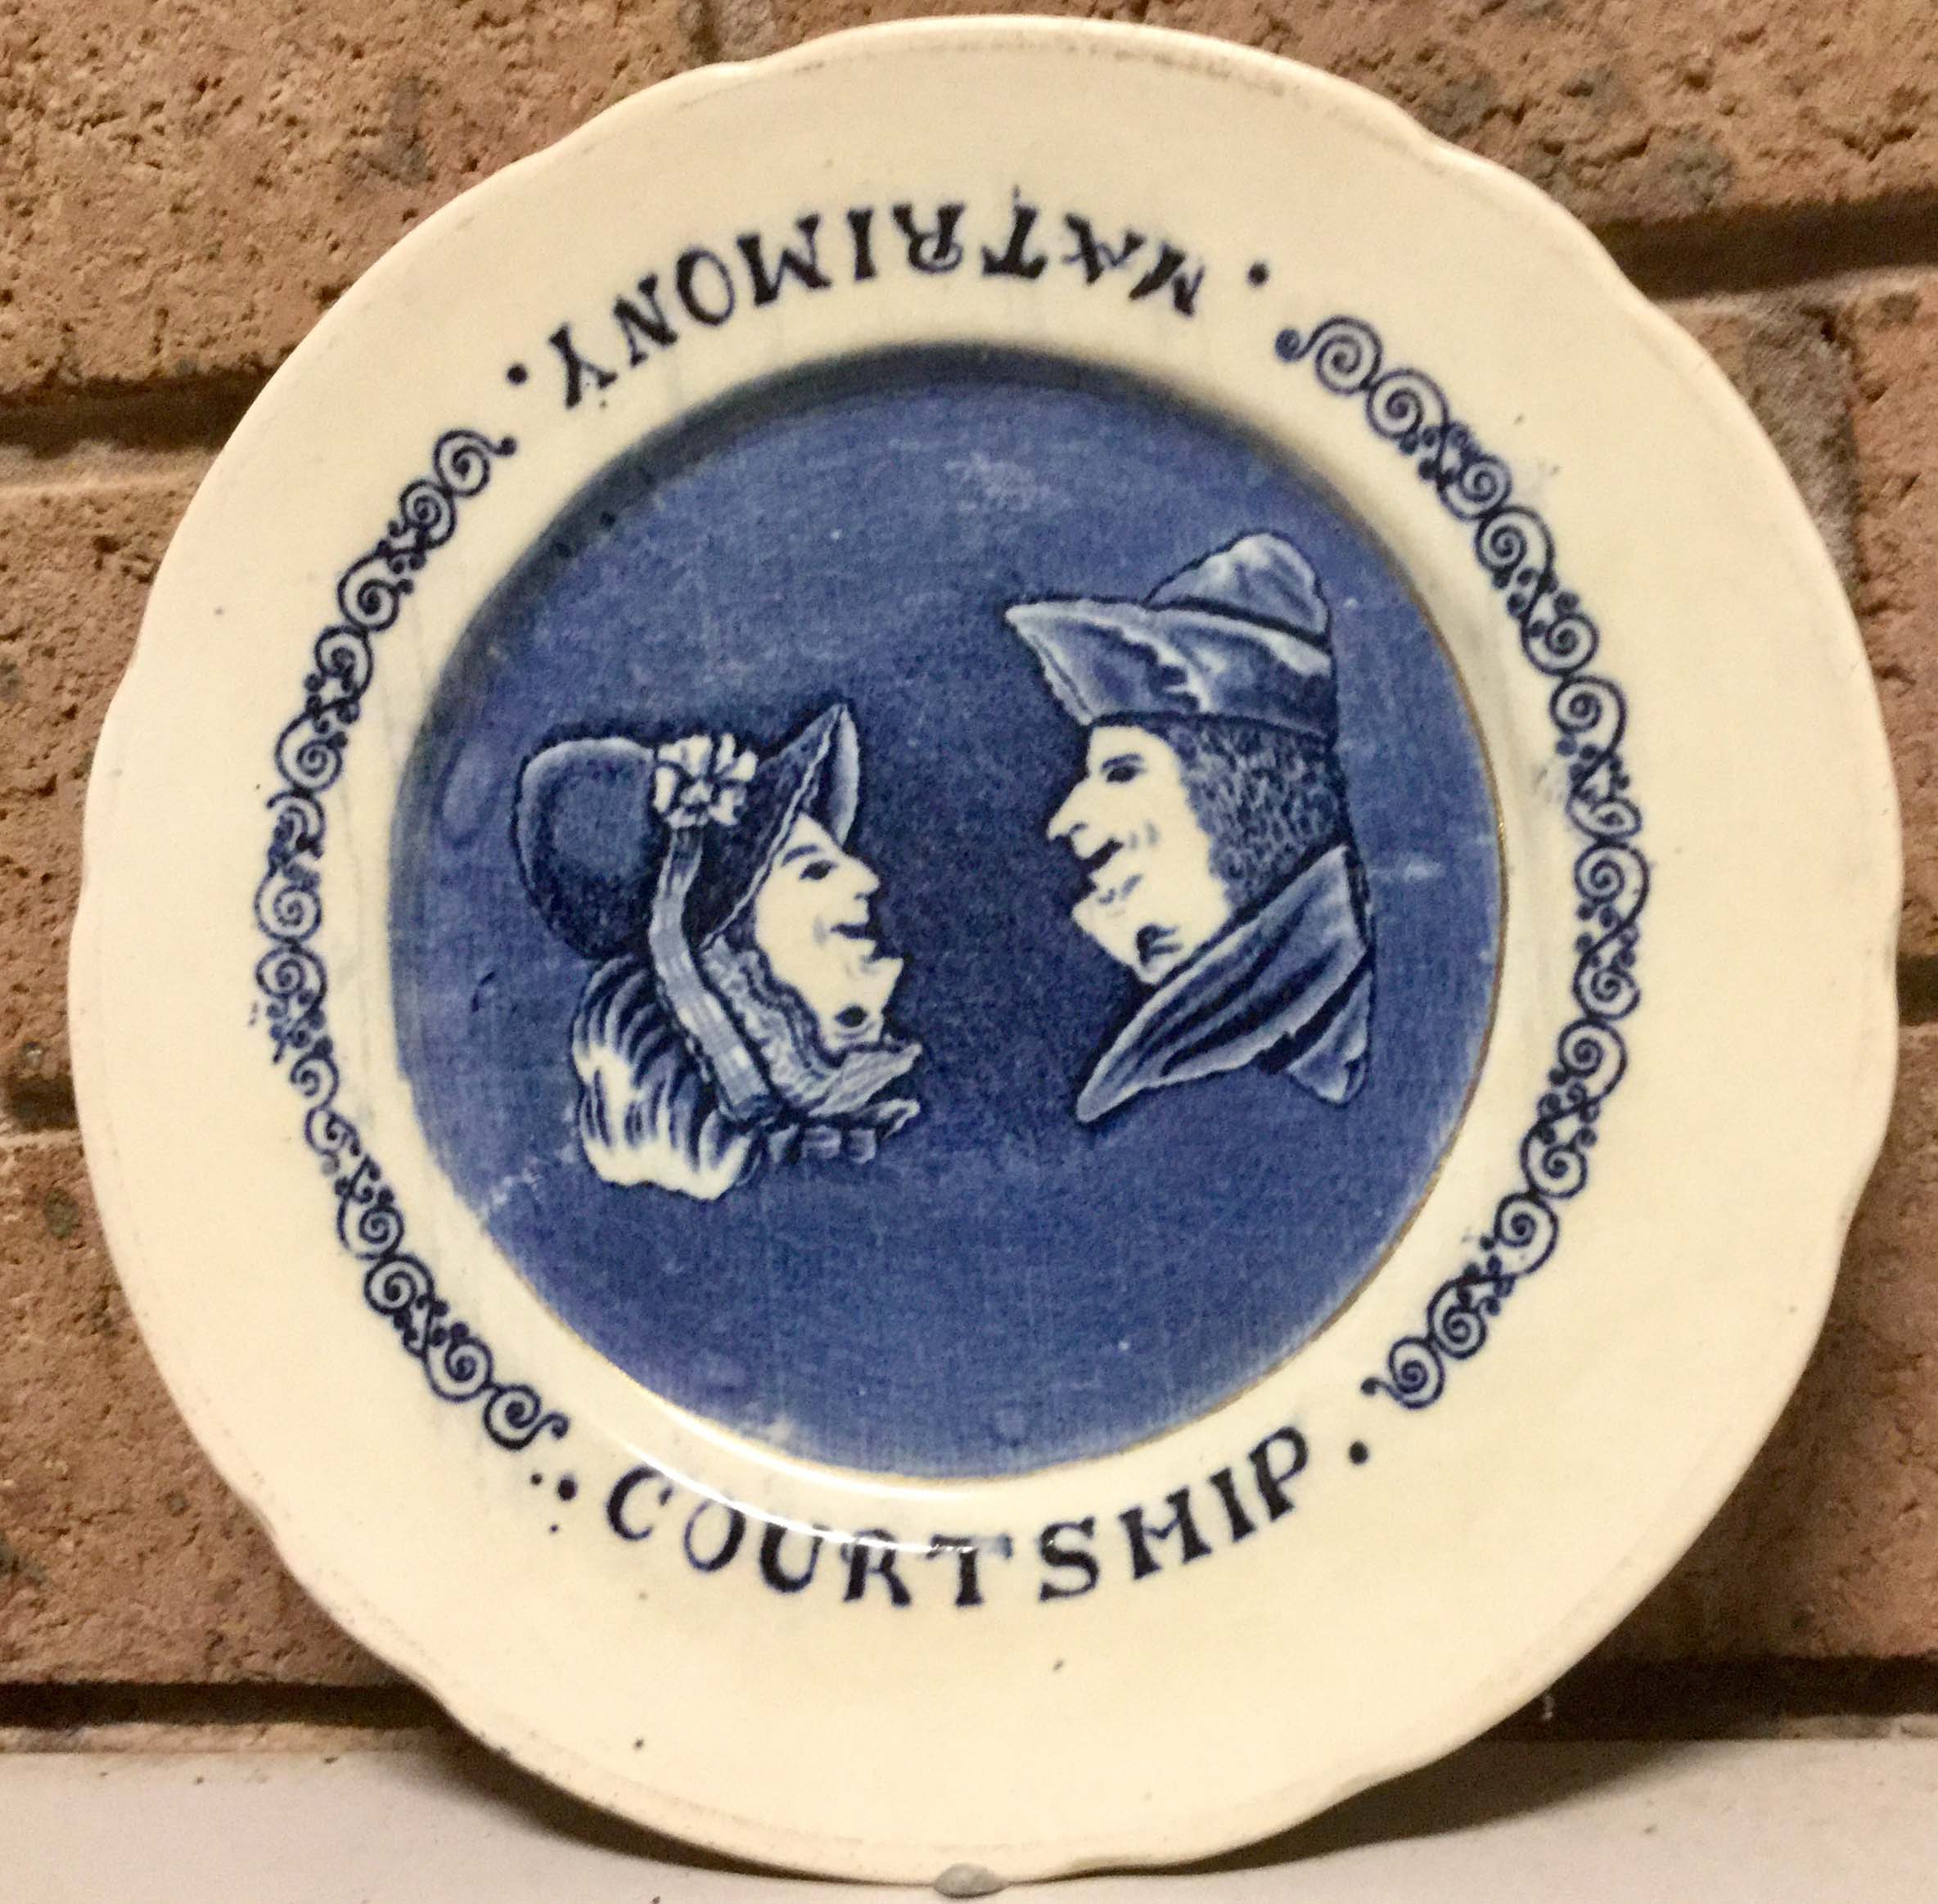 . MATRIMONY .
. COURTSHIP .